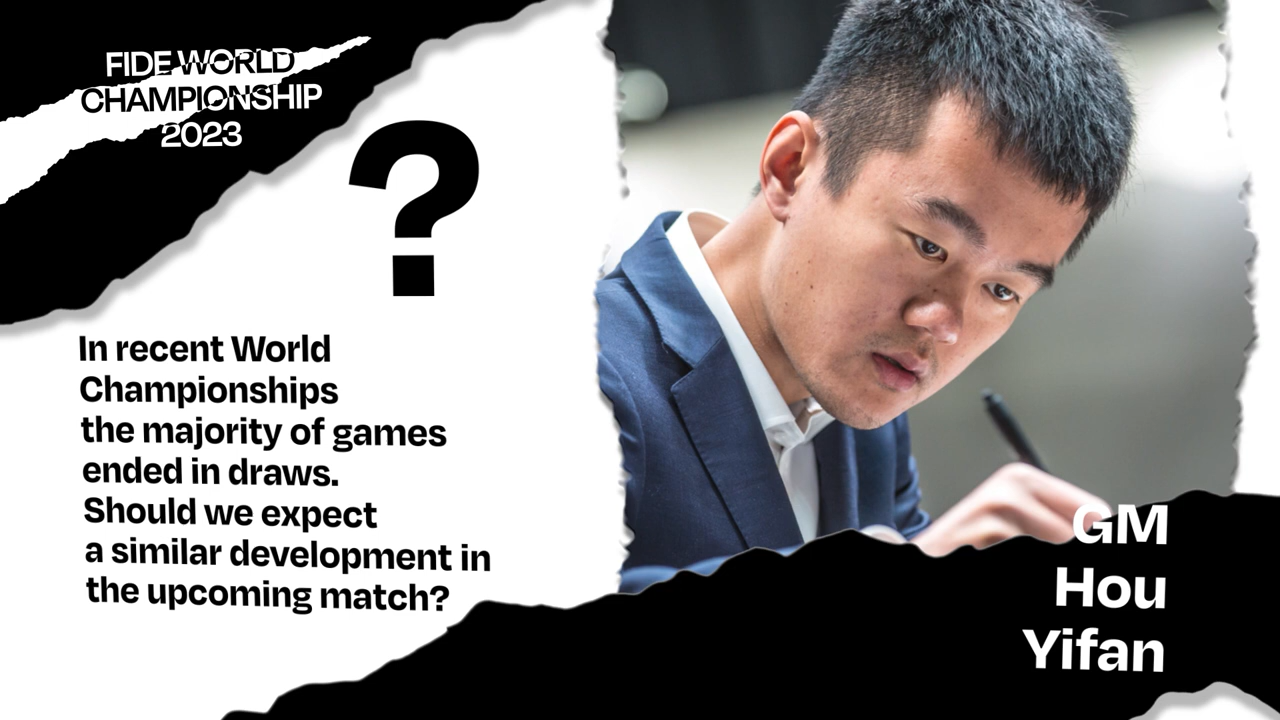 FIDE WORLD
CHAMPIONSHIP
2023
?
In recent World
Championships
the majority of games
ended in draws.
Should we expect
a similar development in
the upcoming match?
GM
Hou
Yifan